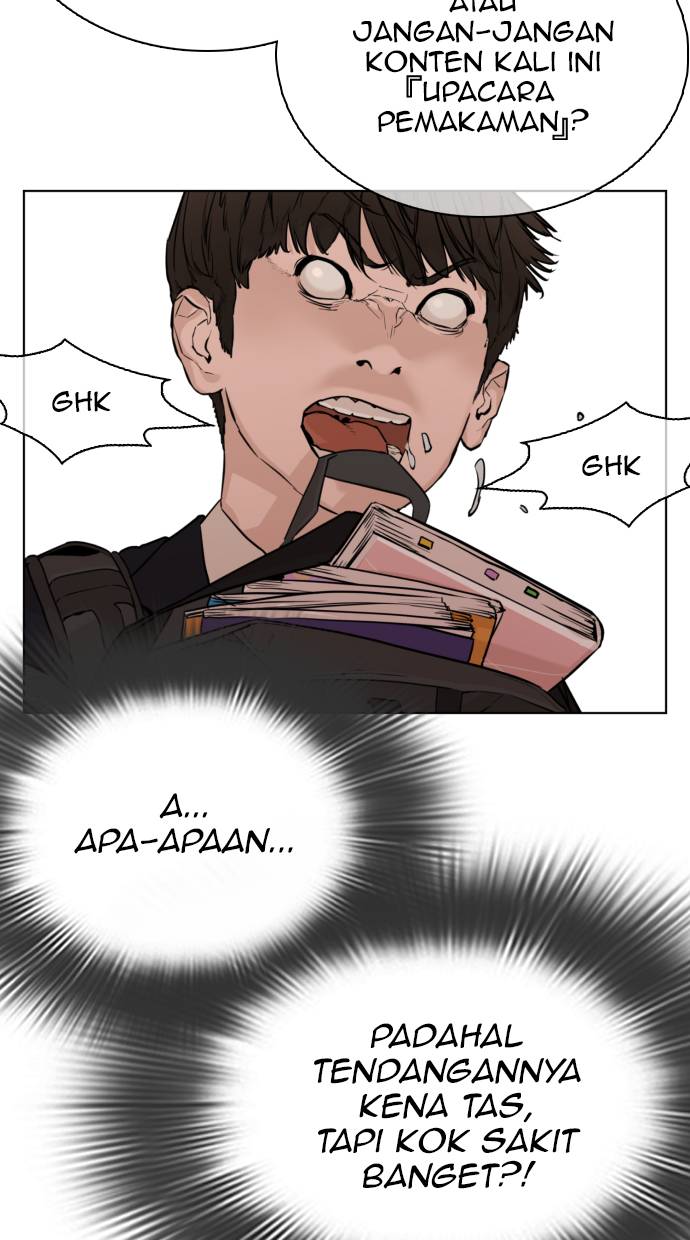 ATAU
JANGAN-JANGAN
KONTEN KALI INI
『UPACARA
PEMAKAMAN』?
GHK
GHK
A...
APA-APAAN...
PADAHAL
TENDANGANNYA
KENA TAS,
TAPI KOK SAKIT
BANGET?!